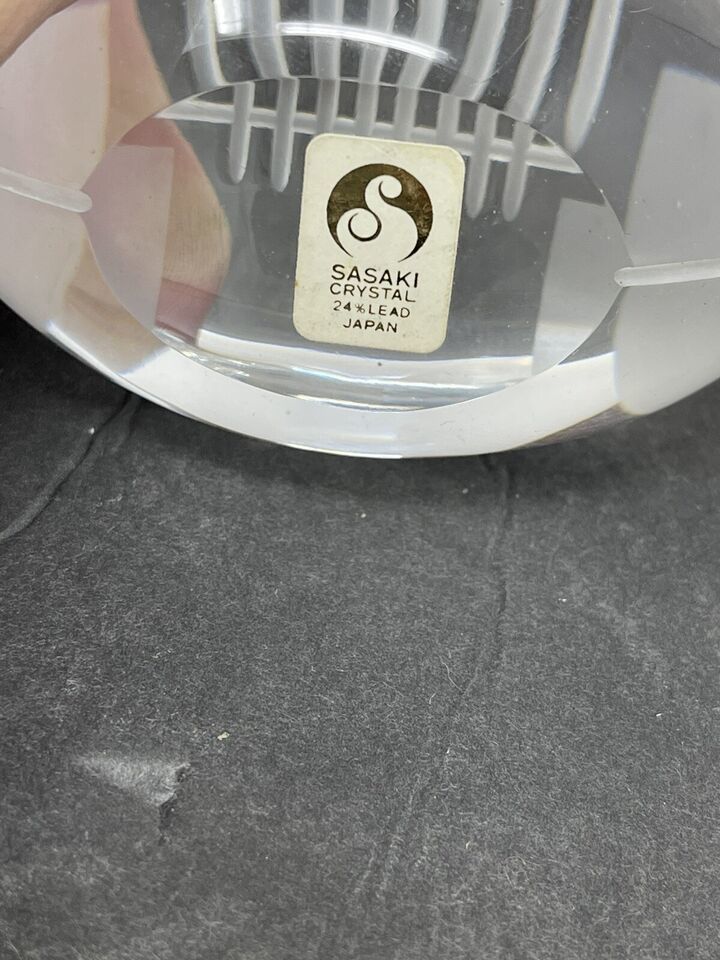 SASAKI
CRYSTAL
24% LEAD
JAPAN